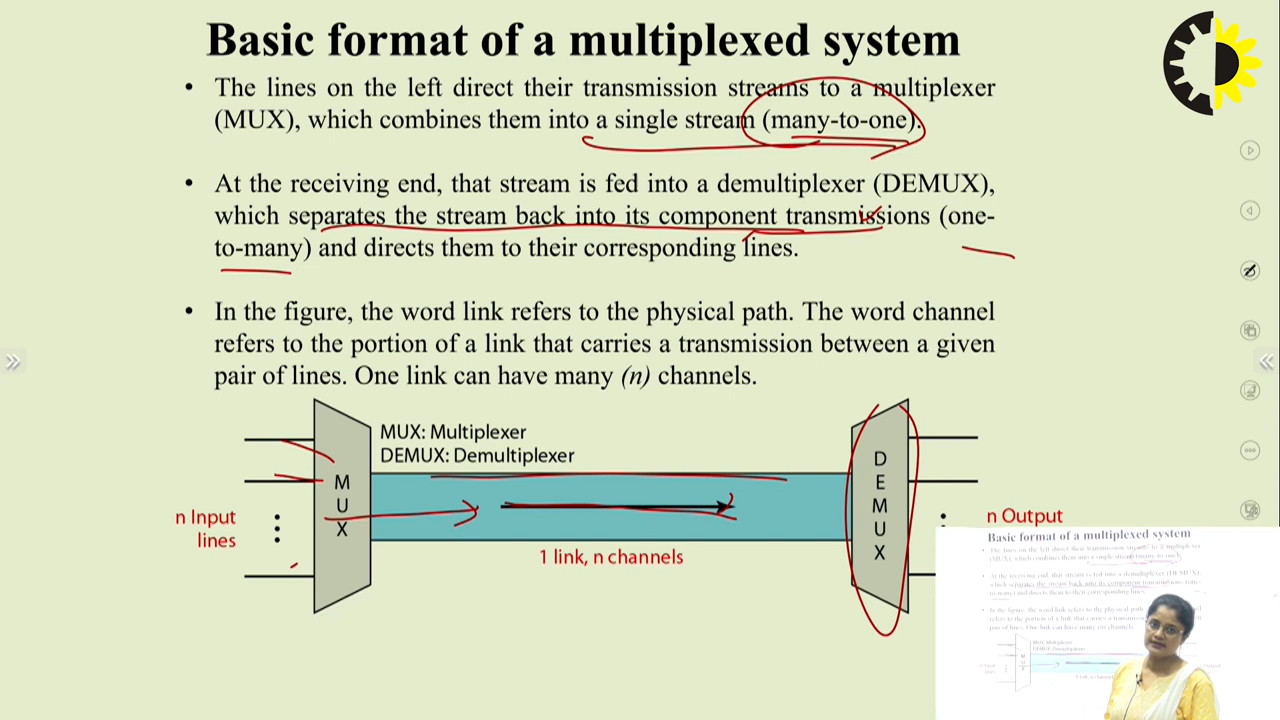 Basic format of a multiplexed system
• The lines on the left direct their transmission streams to a multiplexer
(MUX), which combines them into a single stream (many-to-one).
• At the receiving end, that stream is fed into a demultiplexer (DEMUX),
which separates the stream back into its component transmissions (one-
to-many) and directs them to their corresponding lines.
• In the figure, the word link refers to the physical path. The word channel
refers to the portion of a link that carries a transmission between a given
pair of lines. One link can have many (n) channels.
MUX: Multiplexer
DEMUX: Demultiplexer
MUX
DEMUX
n Input
lines
1 link, n channels
n Output
Basic format of a multiplexed system